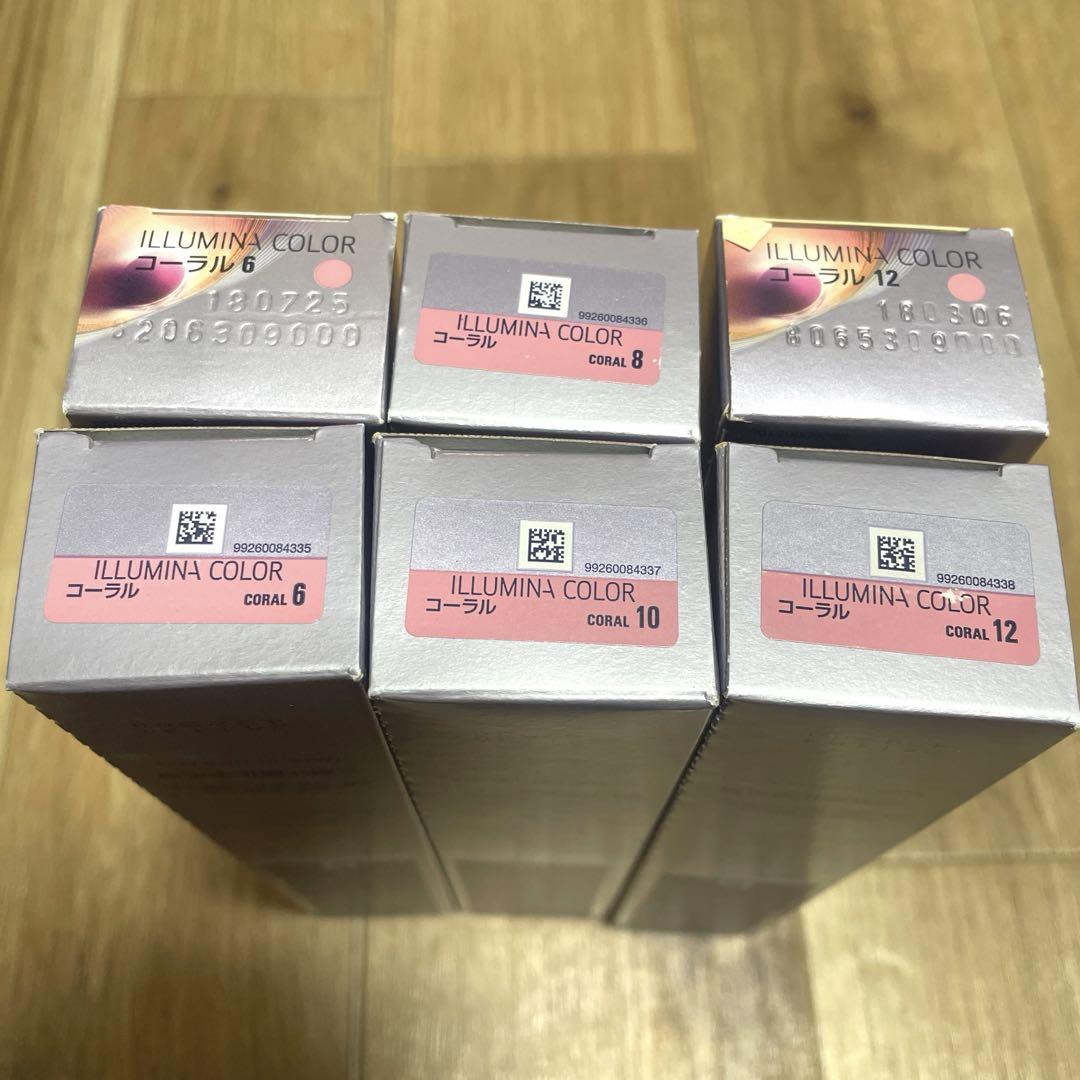 ILLUMINA COLOR
コーラル 6
180725
8206309000
99260084336
ILLUMINA COLOR
コーラル
CORAL 8
ILLUMINA COLOR
コーラル 12
180306
8065309000
99260084335
ILLUMINA COLOR
コーラル
CORAL 6
99260084337
ILLUMINA COLOR
コーラル
CORAL 10
99260084338
ILLUMINA COLOR
コーラル
CORAL 12